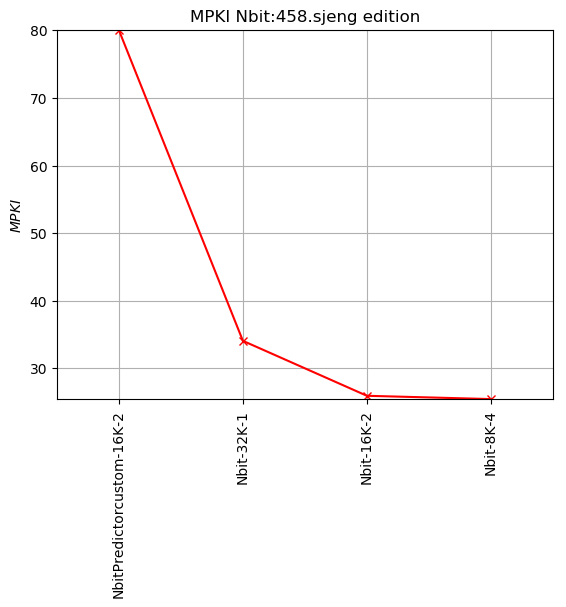 MPKI Nbit:458.sjeng edition
80
70
60
50
40
30
MPKI
NbitPredictorcustom-16K-2
Nbit-32K-1
Nbit-16K-2
Nbit-8K-4